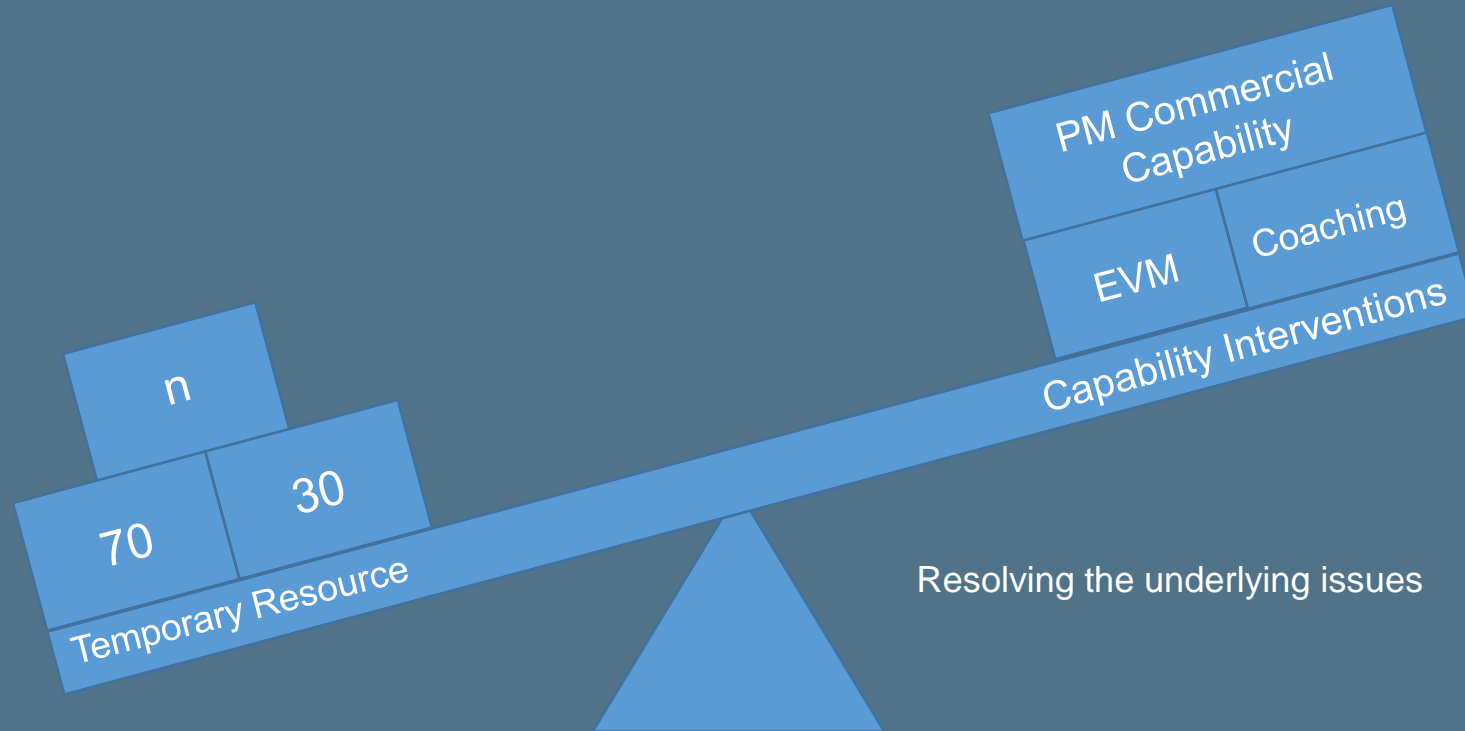 n
70
30
Temporary Resource
PM Commercial
Capability
EVM
Coaching
Capability Interventions
Resolving the underlying issues